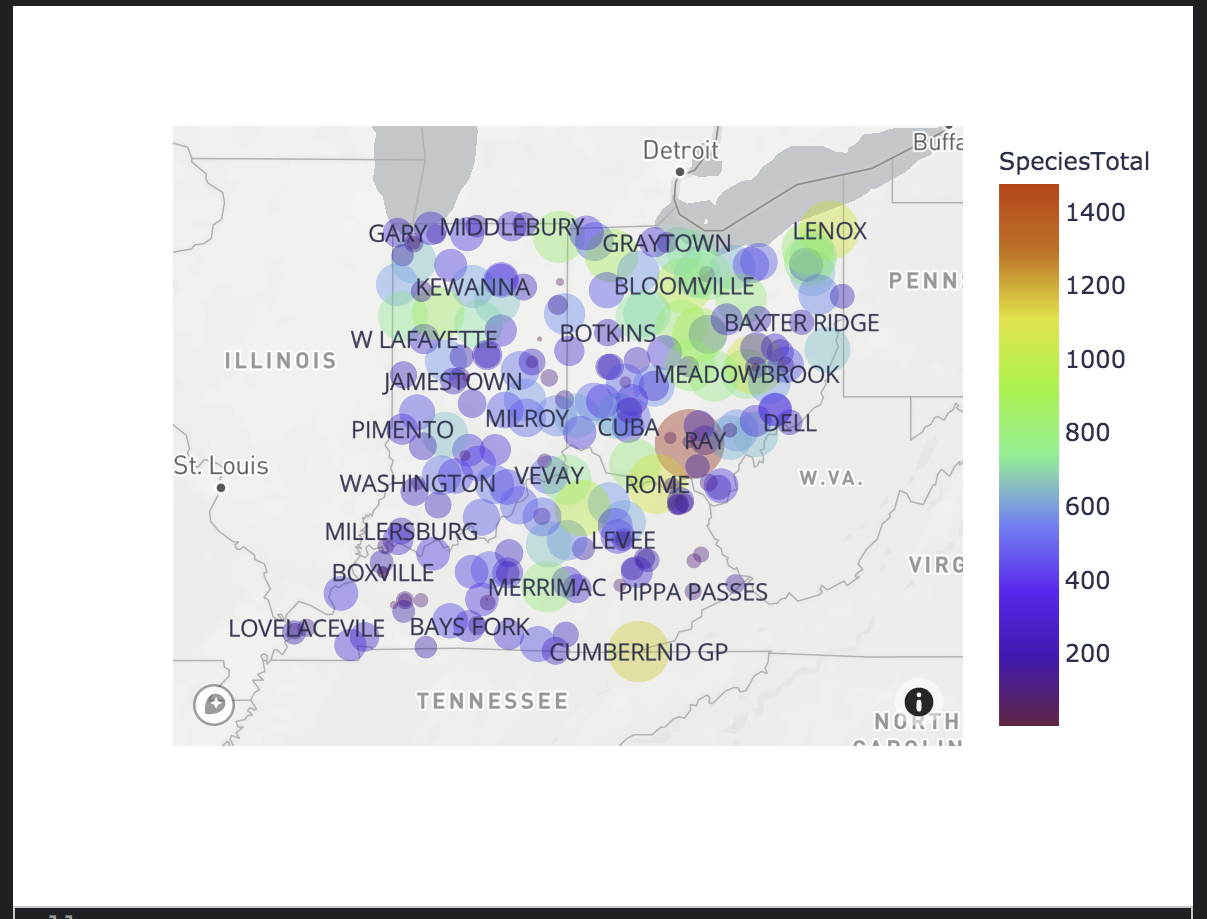 Detroit
Buffa
SpeciesTotal
1400
1200
1000
800
600
400
200
LENOX
GARY
MIDDLEBURY
GRAYTOWN
KEWANNA
BLOOMVILLE
PENNS
BOTKINS
BAXTER RIDGE
W LAFAYETTE
ILLINOIS
JAMESTOWN
MEADOWBROOK
MILROY
CUBA
DELL
PIMENTO
RAY
St. Louis
VEVAY
WASHINGTON
ROME
W.VA.
MILLERSBURG
LEVEE
BOXVILLE
VIRG
MERRIMAC
PIPPA PASSES
LOVELACEVILE
BAYS FORK
CUMBERLND GP
TENNESSEE
NORTH
CAROLIN